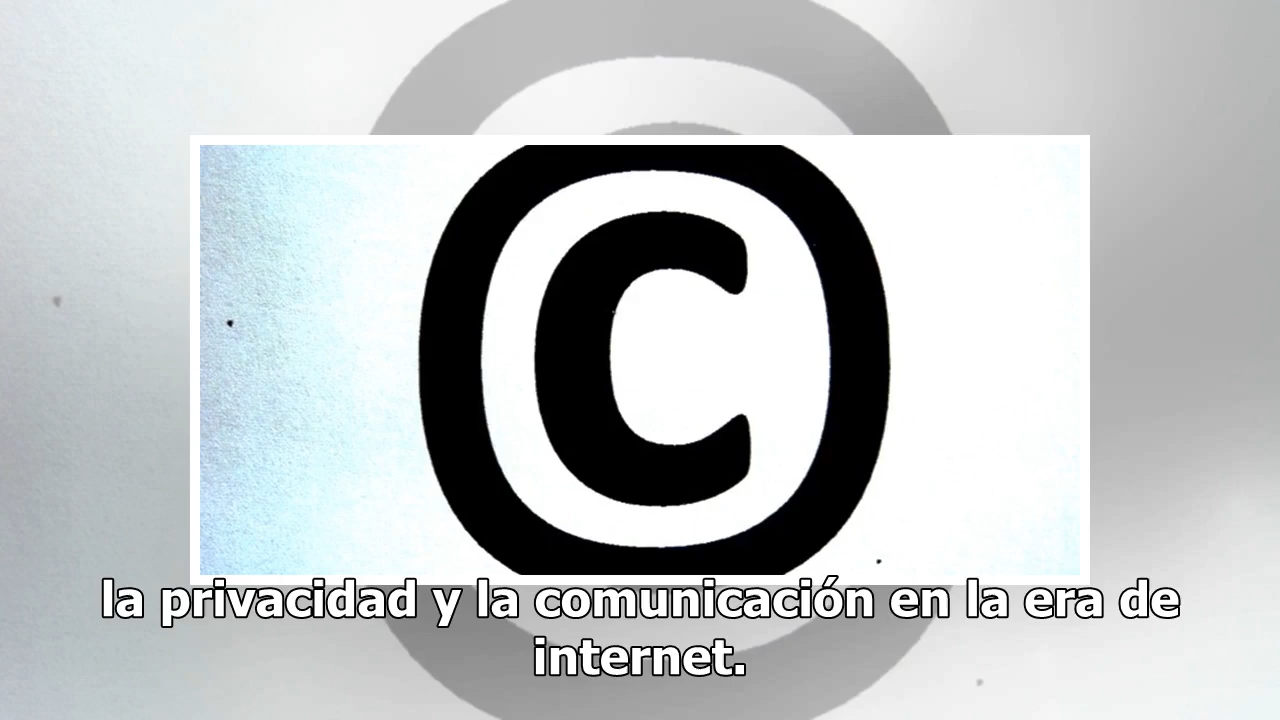 ©
la privacidad y la comunicación en la era de
internet.